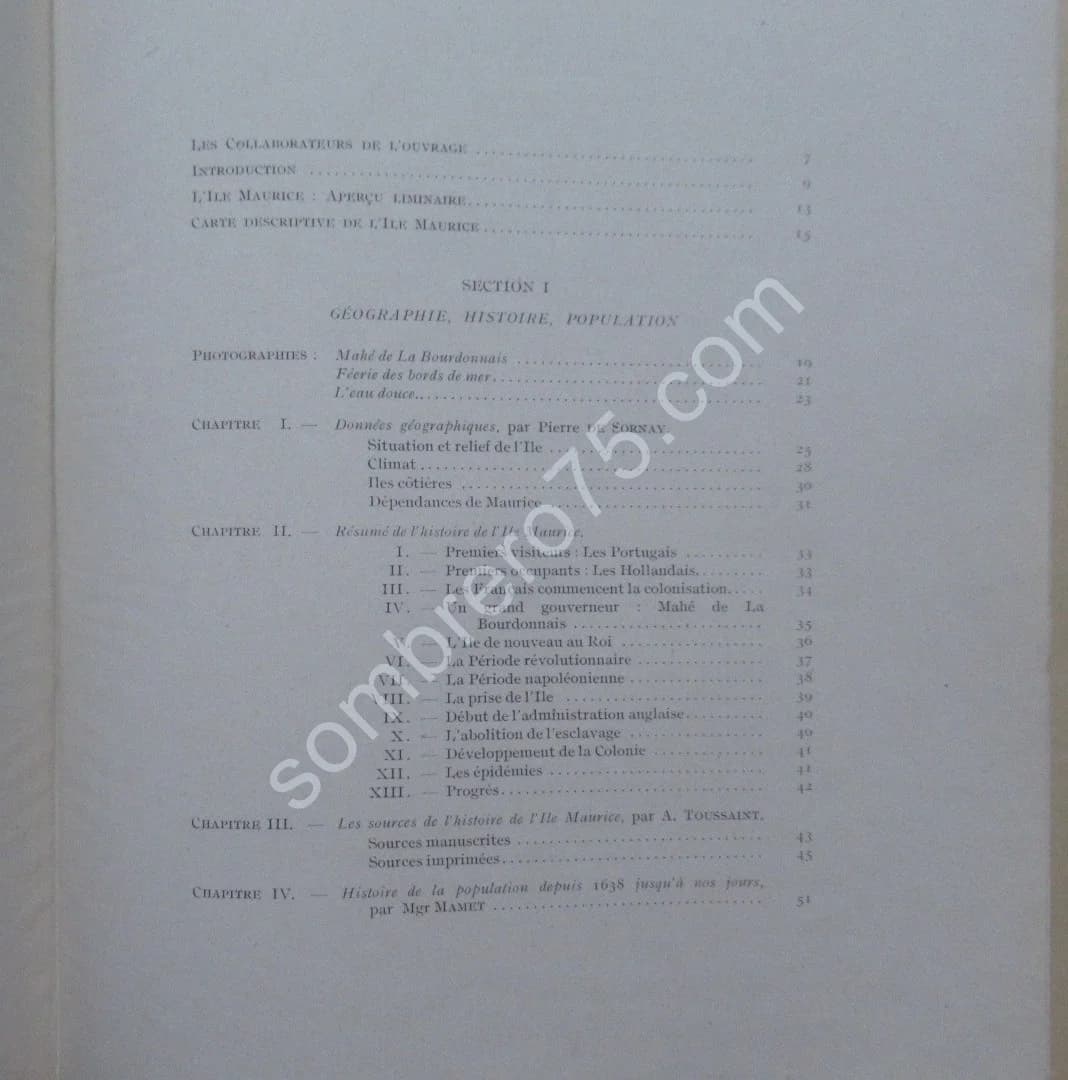 LES COLLABORATEURS DE L'OUVRAGE ........ 7
INTRODUCTION ........ 9
L'ILE MAURICE : APERÇU LIMINAIRE ........ 13
CARTE DESCRIPTIVE DE L'ILE MAURICE ........ 15
SECTION I
GÉOGRAPHIE, HISTOIRE, POPULATION
PHOTOGRAPHIES : Mahé de La Bourdonnais ........ 19
Féerie des bords de mer ........ 21
L'eau douce ........ 23
CHAPITRE I. — Données géographiques, par Pierre DE SORNAY.
Situation et relief de l'Ile ........ 25
Climat ........ 28
Iles côtières ........ 30
Dépendances de Maurice ........ 31
CHAPITRE II. — Résumé de l'histoire de l'Ile Maurice.
I. — Premiers visiteurs : Les Portugais ........ 33
II. — Premiers occupants : Les Hollandais ........ 33
III. — Les Français commencent la colonisation ..... 34
IV. — Un grand gouverneur : Mahé de La
Bourdonnais ........ 35
V. — L'Ile de nouveau au Roi ........ 36
VI. — La Période révolutionnaire ........ 37
VII. — La Période napoléonienne ........ 38
VIII. — La prise de l'Ile ........ 39
IX. — Début de l'administration anglaise ........ 40
X. — L'abolition de l'esclavage ........ 40
XI. — Développement de la Colonie ........ 41
XII. — Les épidémies ........ 41
XIII. — Progrès ........ 42
CHAPITRE III. — Les sources de l'histoire de l'Ile Maurice, par A. TOUSSAINT.
Sources manuscrites ........ 43
Sources imprimées ........ 45
CHAPITRE IV. — Histoire de la population depuis 1638 jusqu'à nos jours,
par Mgr MAMET ........ 51
sombrero75.com